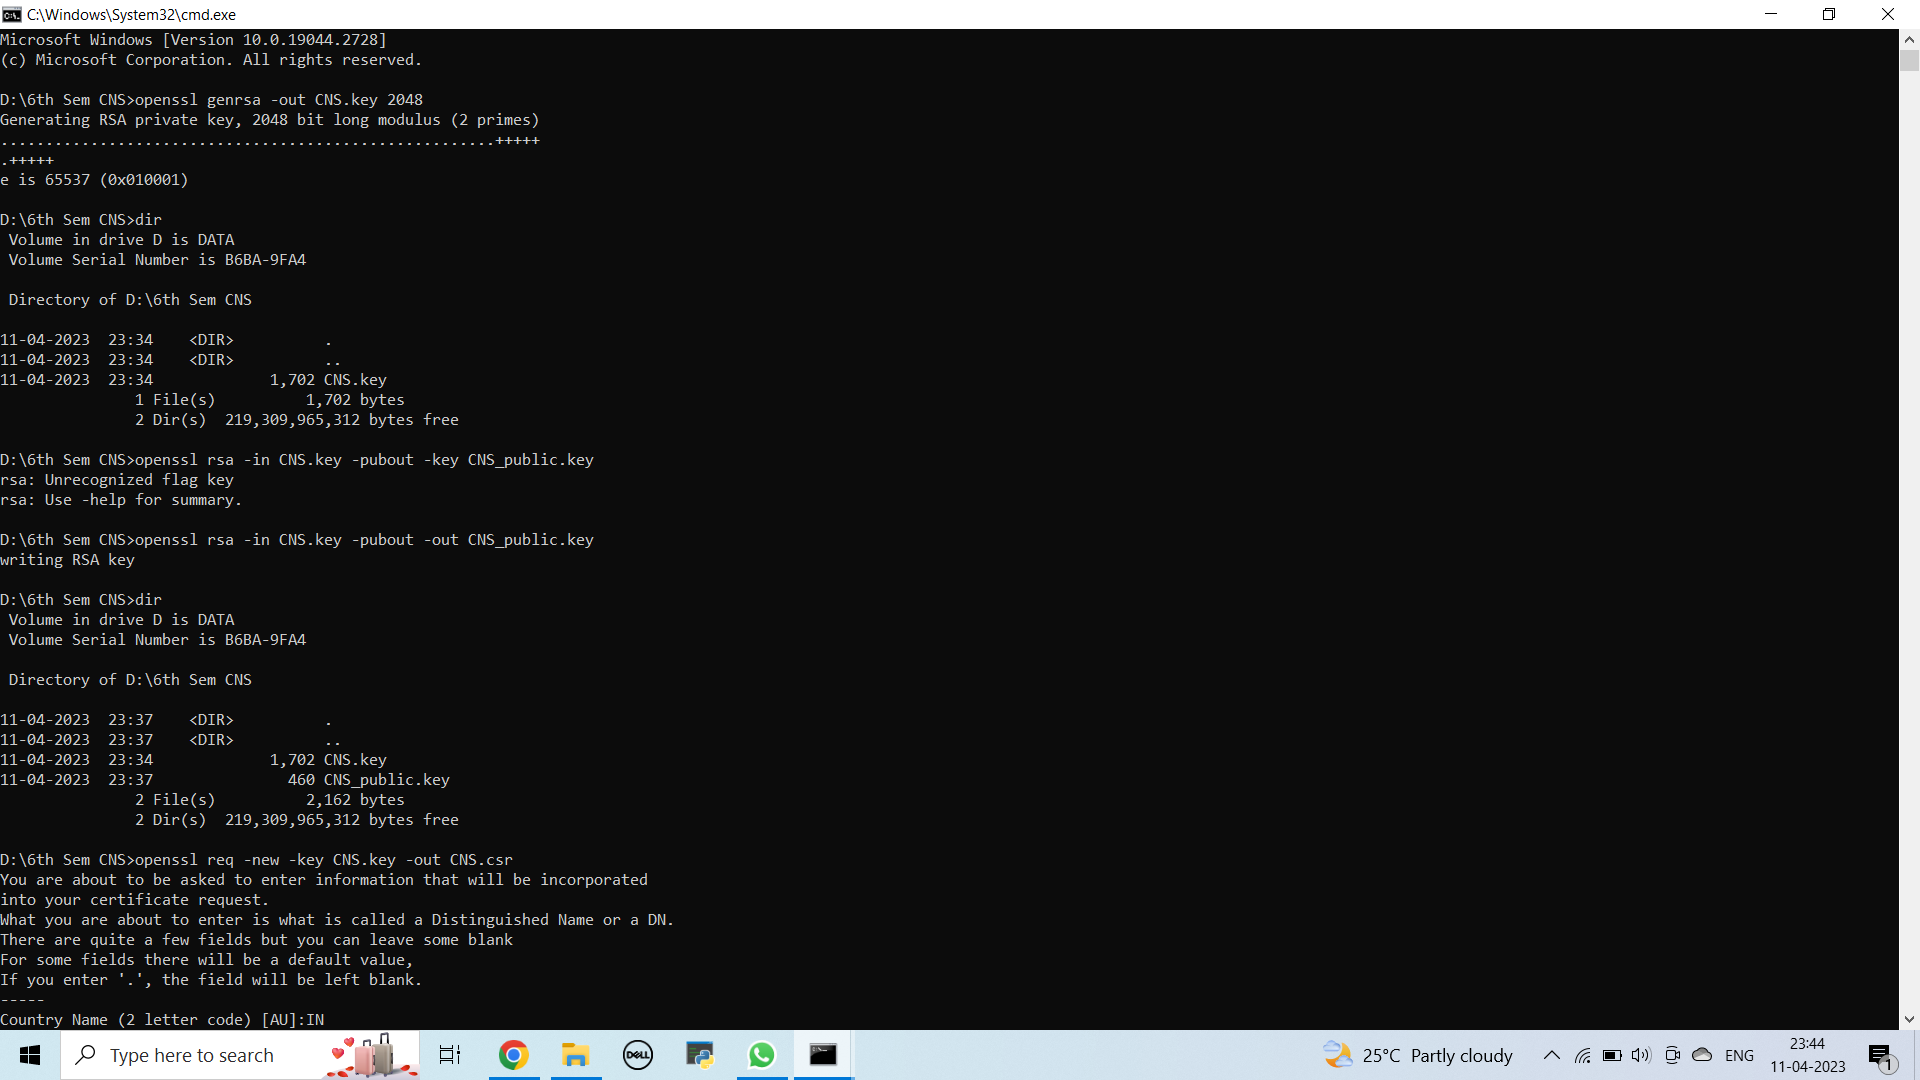 C:\Windows\System32\cmd.exe
Microsoft Windows [Version 10.0.19044.2728]
(c) Microsoft Corporation. All rights reserved.
D:\6th Sem CNS>openssl genrsa -out CNS.key 2048
Generating RSA private key, 2048 bit long modulus (2 primes)
.......................................................+++++
.+++++
e is 65537 (0x010001)
D:\6th Sem CNS>dir
Volume in drive D is DATA
Volume Serial Number is B6BA-9FA4
Directory of D:\6th Sem CNS
11-04-2023  23:34    <DIR>          .
11-04-2023  23:34    <DIR>          ..
11-04-2023  23:34             1,702 CNS.key
1 File(s)          1,702 bytes
2 Dir(s)  219,309,965,312 bytes free
D:\6th Sem CNS>openssl rsa -in CNS.key -pubout -key CNS_public.key
rsa: Unrecognized flag key
rsa: Use -help for summary.
D:\6th Sem CNS>openssl rsa -in CNS.key -pubout -out CNS_public.key
writing RSA key
D:\6th Sem CNS>dir
Volume in drive D is DATA
Volume Serial Number is B6BA-9FA4
Directory of D:\6th Sem CNS
11-04-2023  23:37    <DIR>          .
11-04-2023  23:37    <DIR>          ..
11-04-2023  23:34             1,702 CNS.key
11-04-2023  23:37               460 CNS_public.key
2 File(s)          2,162 bytes
2 Dir(s)  219,309,965,312 bytes free
D:\6th Sem CNS>openssl req -new -key CNS.key -out CNS.csr
You are about to be asked to enter information that will be incorporated
into your certificate request.
What you are about to enter is what is called a Distinguished Name or a DN.
There are quite a few fields but you can leave some blank
For some fields there will be a default value,
If you enter '.', the field will be left blank.
-----
Country Name (2 letter code) [AU]:IN
Type here to search
DELL
25°C Partly cloudy
ENG
23:44
11-04-2023
1